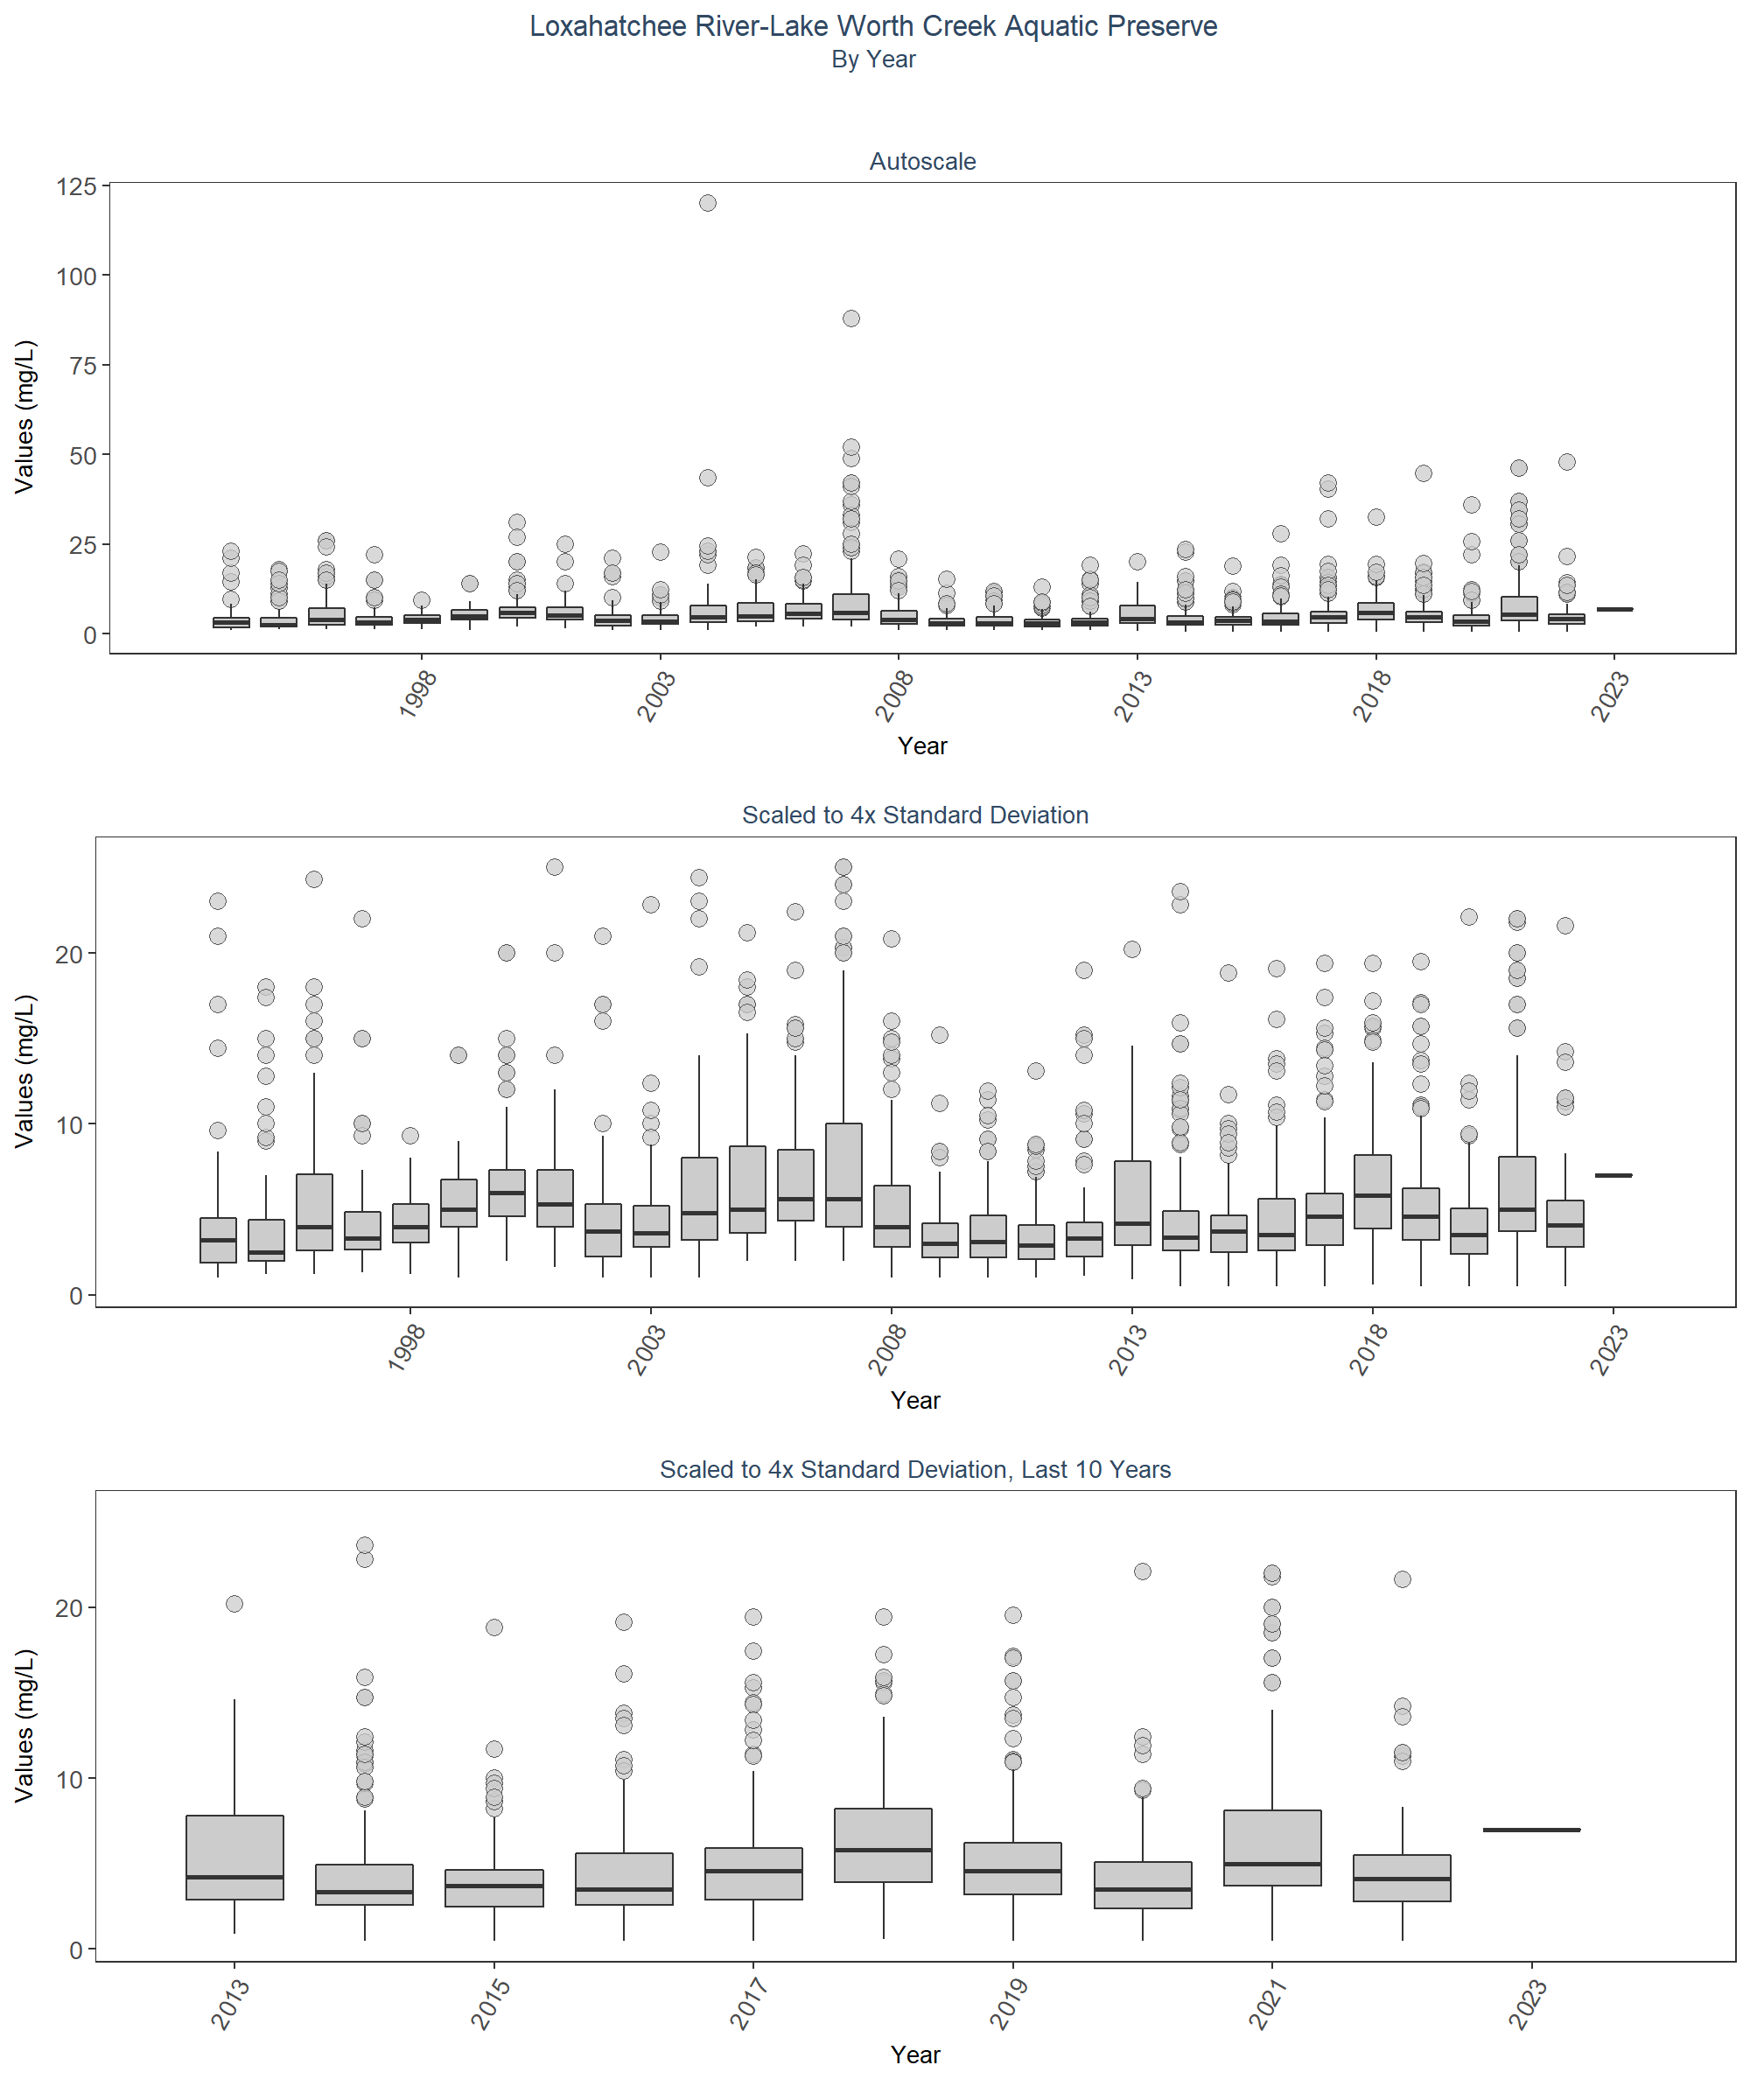 Loxahatchee River-Lake Worth Creek Aquatic Preserve
By Year
Autoscale
Values (mg/L)
125
100
75
50
25
0
1998 2003 2008 2013 2018 2023
Year
Scaled to 4x Standard Deviation
Values (mg/L)
20
10
0
1998 2003 2008 2013 2018 2023
Year
Scaled to 4x Standard Deviation, Last 10 Years
Values (mg/L)
20
10
0
2013 2015 2017 2019 2021 2023
Year